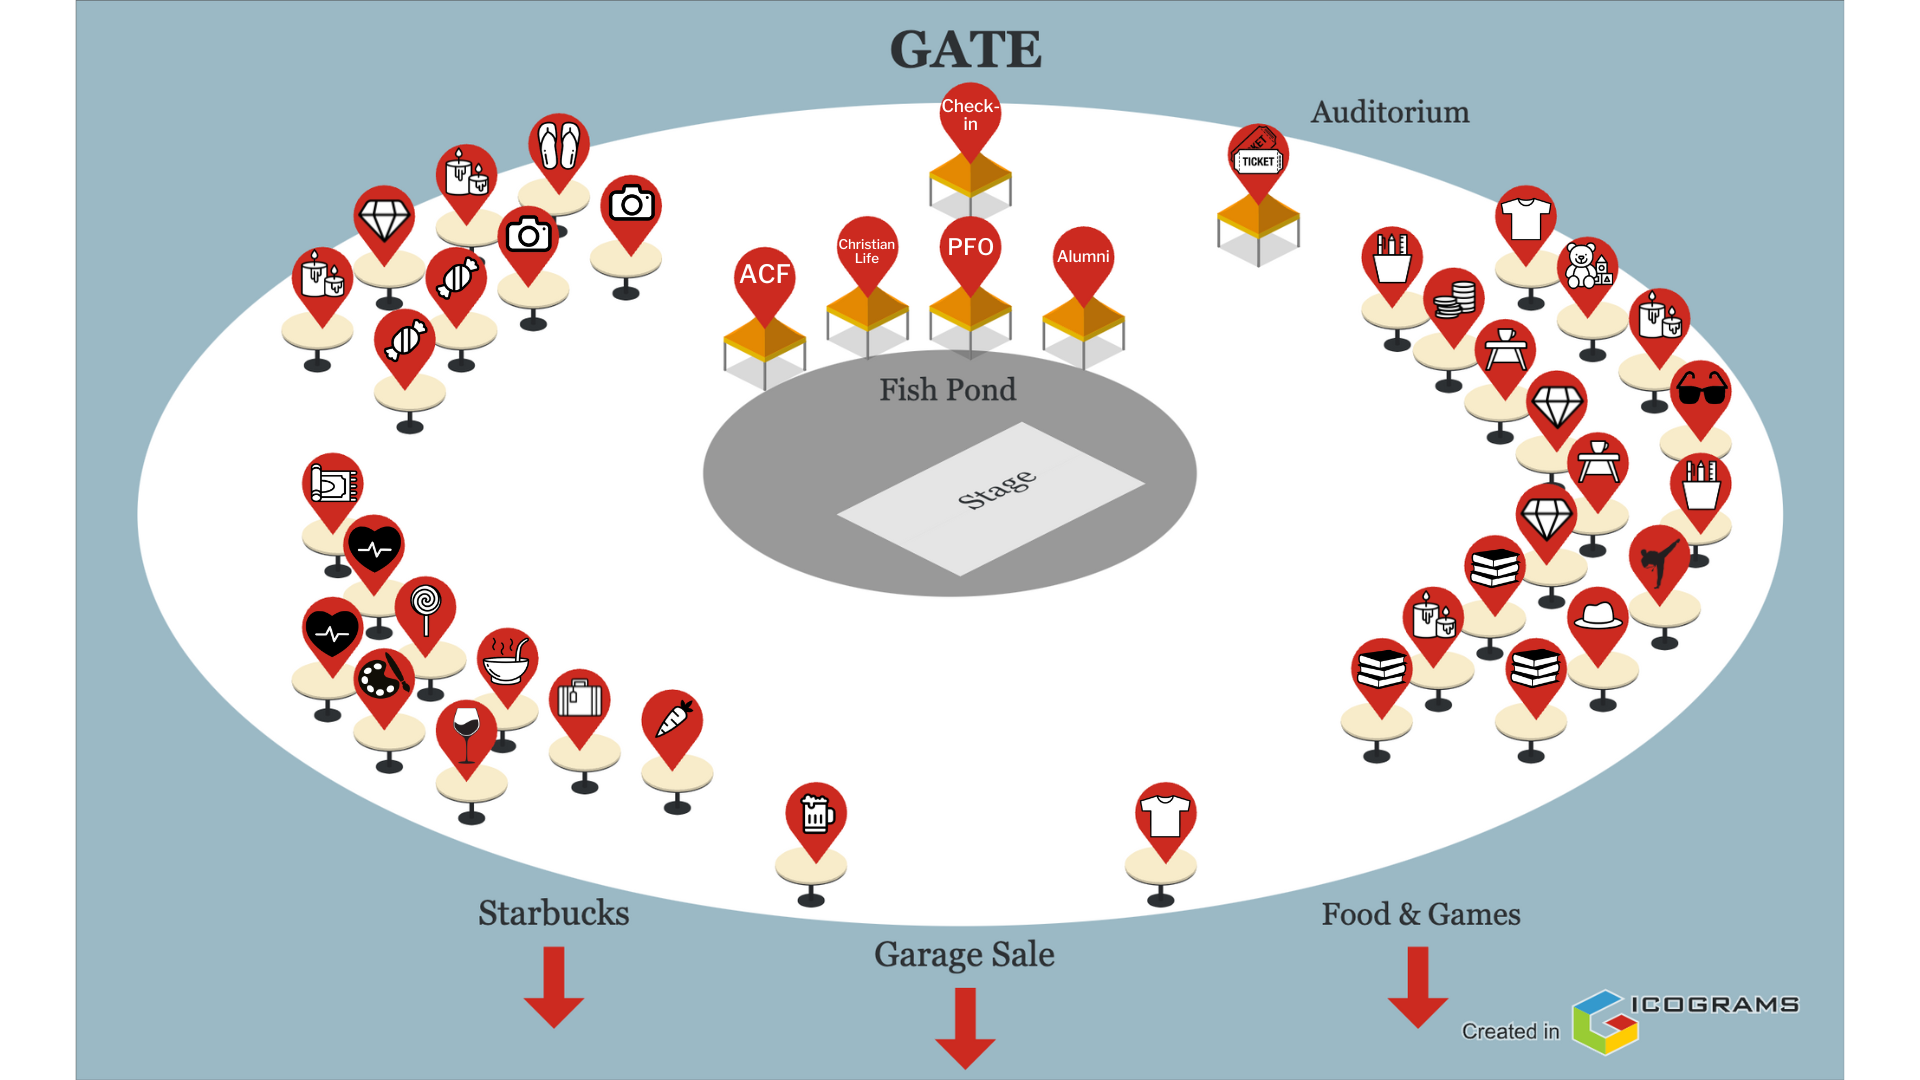 GATE
Check-
in
Auditorium
TICKET
ACF
Christian
Life
PFO
Alumni
Fish Pond
Stage
Starbucks
Garage Sale
Food & Games
Created in
ICOGRAMS